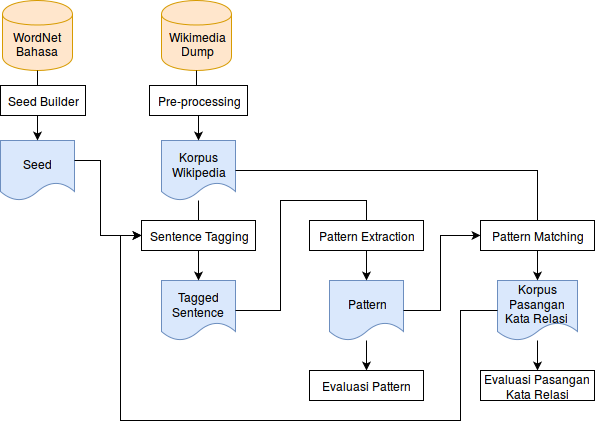 WordNet
Bahasa
Wikimedia
Dump
Seed Builder
Pre-processing
Seed
Korpus
Wikipedia
Sentence Tagging
Pattern Extraction
Pattern Matching
Tagged
Sentence
Pattern
Korpus
Pasangan
Kata Relasi
Evaluasi Pattern
Evaluasi Pasangan
Kata Relasi